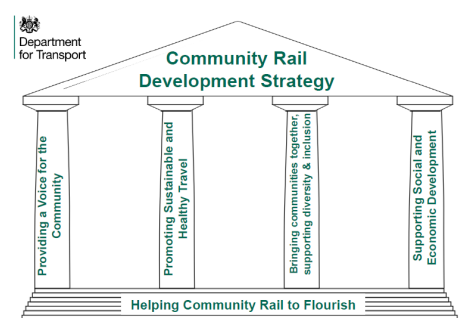 Department
for Transport
Community Rail
Development Strategy
Providing a Voice for the
Community
Promoting Sustainable and
Healthy Travel
Bringing communities together,
supporting diversity & inclusion
Supporting Social and
Economic Development
Helping Community Rail to Flourish